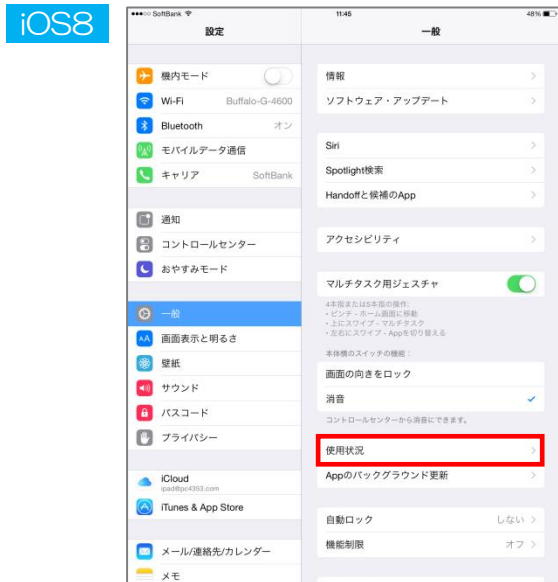 iOS8
SoftBank
11:45
48%
設定
一般
機内モード
Wi-Fi
Buffalo-G-4600
Bluetooth
オン
モバイルデータ通信
キャリア
SoftBank
通知
コントロールセンター
おやすみモード
一般
AA 画面表示と明るさ
壁紙
サウンド
パスコード
プライバシー
iCloud
ipad@pc4353.com
iTunes & App Store
メール/連絡先/カレンダー
メモ
情報
ソフトウェア・アップデート
Siri
Spotlight検索
Handoffと候補のApp
アクセシビリティ
マルチタスク用ジェスチャ
4本指または5本指の操作:
・ピンチ - ホーム画面に移動
・上にスワイプ - マルチタスク
・左右にスワイプ - Appを切り替える
本体横のスイッチの機能：
画面の向きをロック
消音
コントロールセンターから消音にできます。
使用状況
Appのバックグラウンド更新
自動ロック
しない
機能制限
オフ